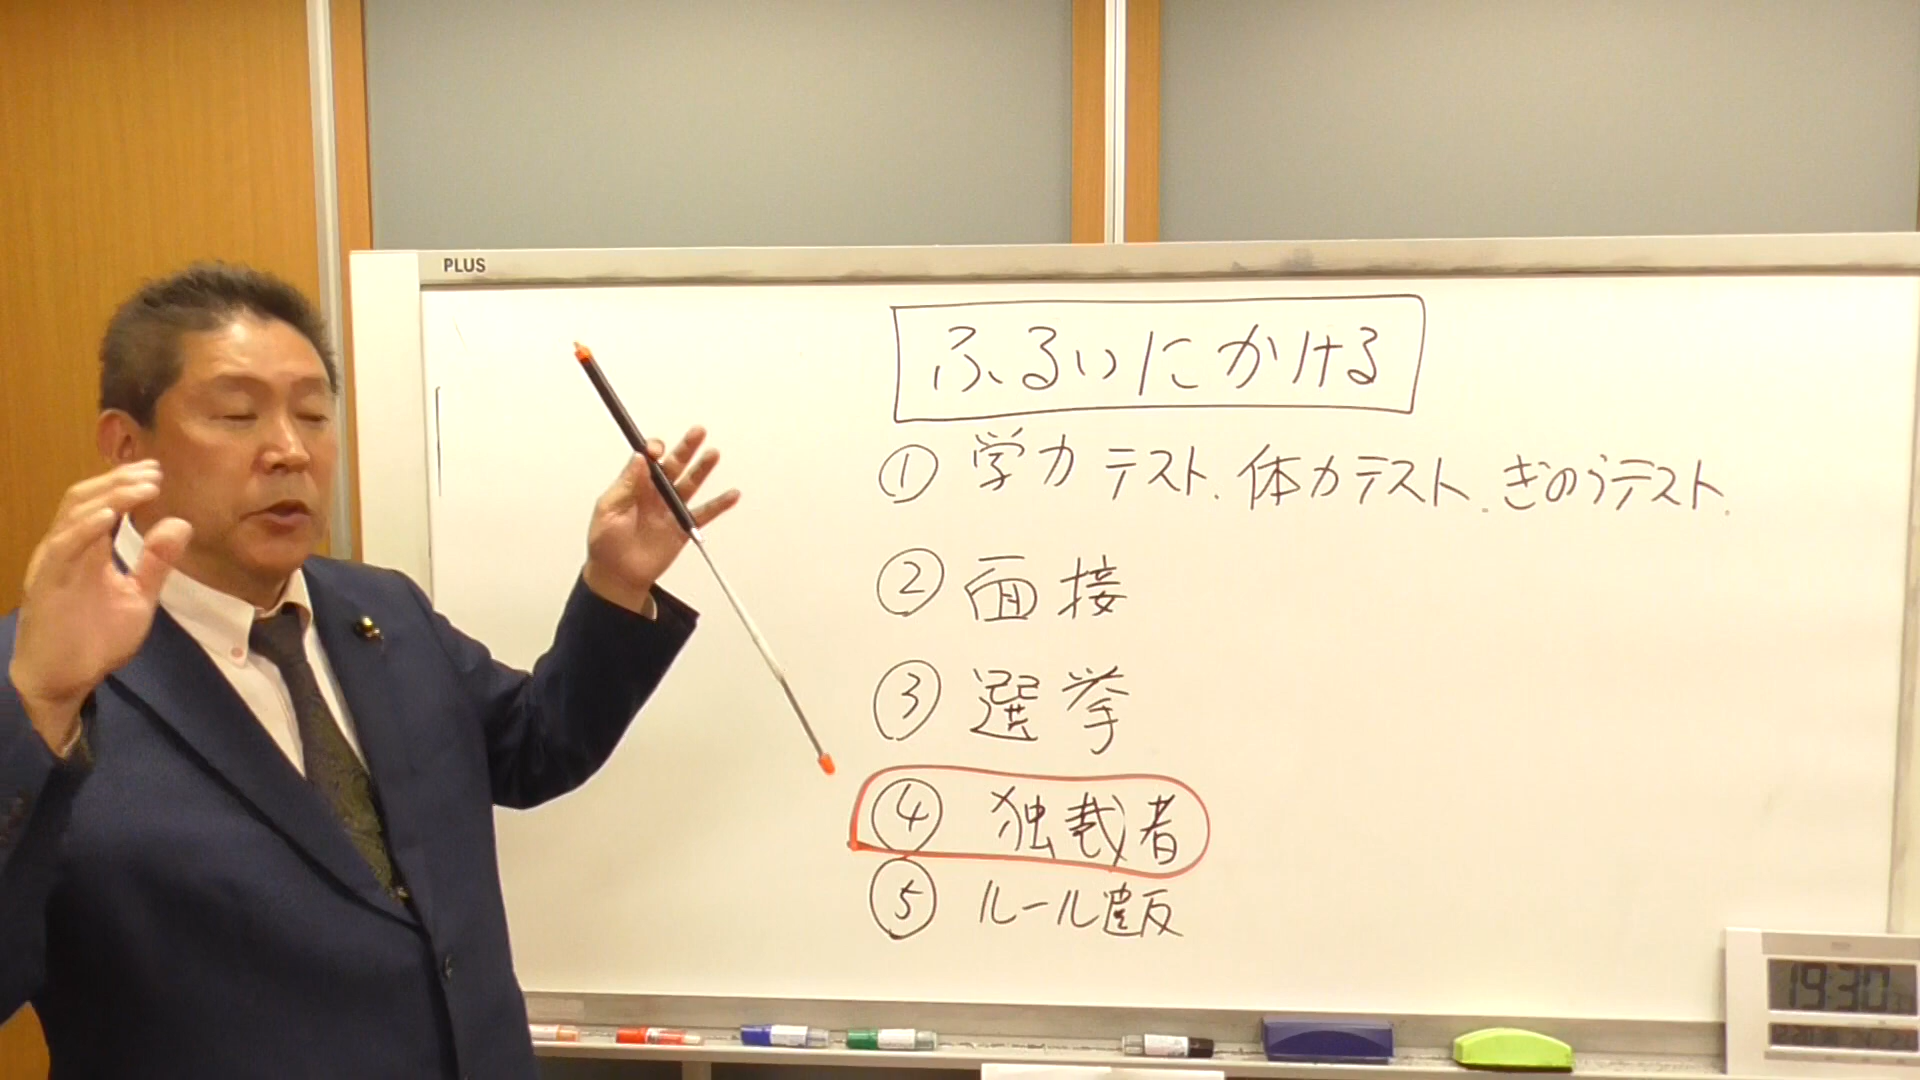 PLUS
ふるいにかける
① 学力テスト. 体力テスト. ぎのうテスト.
② 面接
③ 選挙
④ 独裁者
⑤ ルール違反
19:30